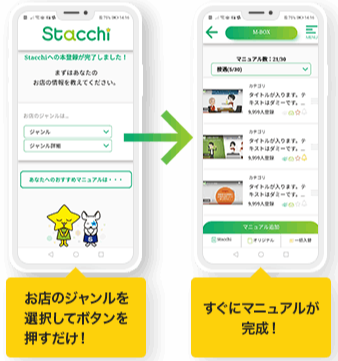 Stacchi
Stacchiへの本登録が完了しました！
まずはあなたの
お店の情報を教えてください。
お店のジャンルは…
ジャンル
ジャンル詳細
あなたへのおすすめマニュアルは・・・
お店のジャンルを
選択してボタンを
押すだけ！
M-BOX
マニュアル数：21/30
接遇(5/30)
カテゴリ
タイトルが入ります。テ
キストはダミーです。…
9,999人登録
カテゴリ
タイトルが入ります。テ
キストはダミーです。…
9,999人登録
カテゴリ
タイトルが入ります。テ
キストはダミーです。…
9,999人登録
マニュアル追加
Stacchi
オリジナル
一括入替
すぐにマニュアルが
完成！